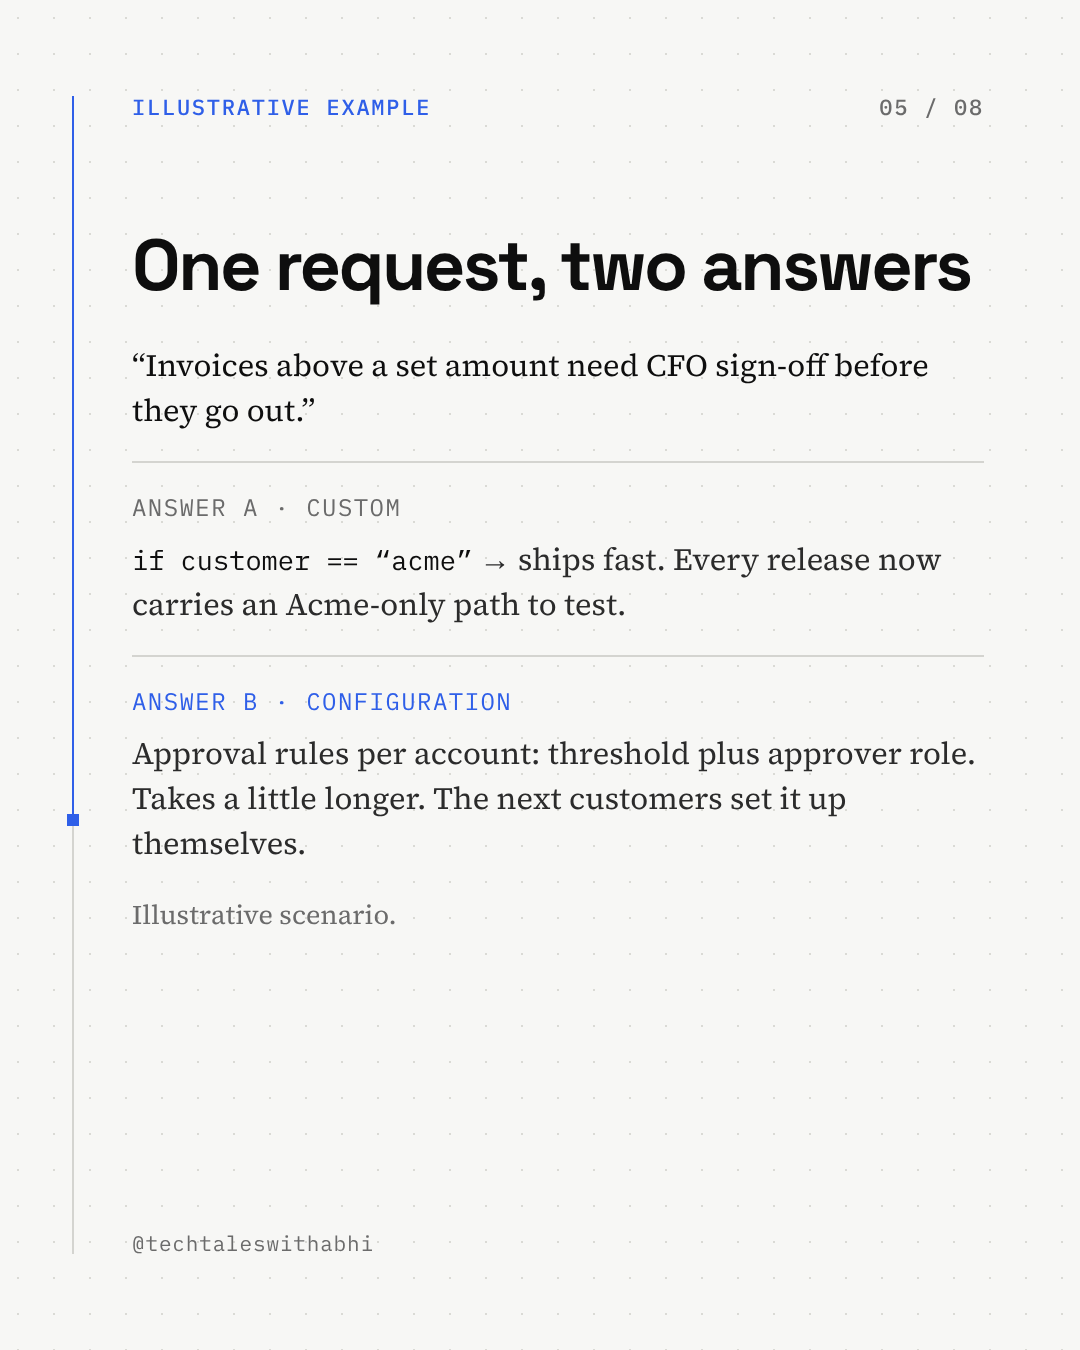 ILLUSTRATIVE EXAMPLE
05 / 08
One request, two answers
“Invoices above a set amount need CFO sign-off before
they go out.”
ANSWER A · CUSTOM
if customer == “acme” → ships fast. Every release now
carries an Acme-only path to test.
ANSWER B · CONFIGURATION
Approval rules per account: threshold plus approver role.
Takes a little longer. The next customers set it up
themselves.
Illustrative scenario.
@techtaleswithabhi